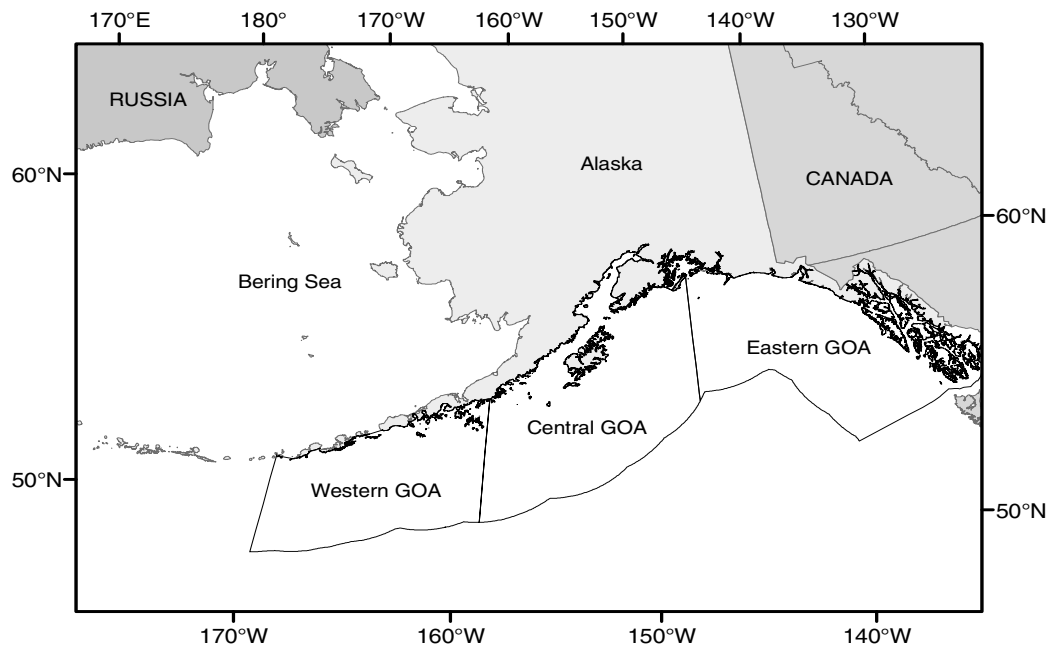 170°E 180° 170°W 160°W 150°W 140°W 130°W
RUSSIA
Alaska
60°N
CANADA
60°N
Bering Sea
Eastern GOA
Central GOA
50°N
Western GOA
50°N
170°W 160°W 150°W 140°W